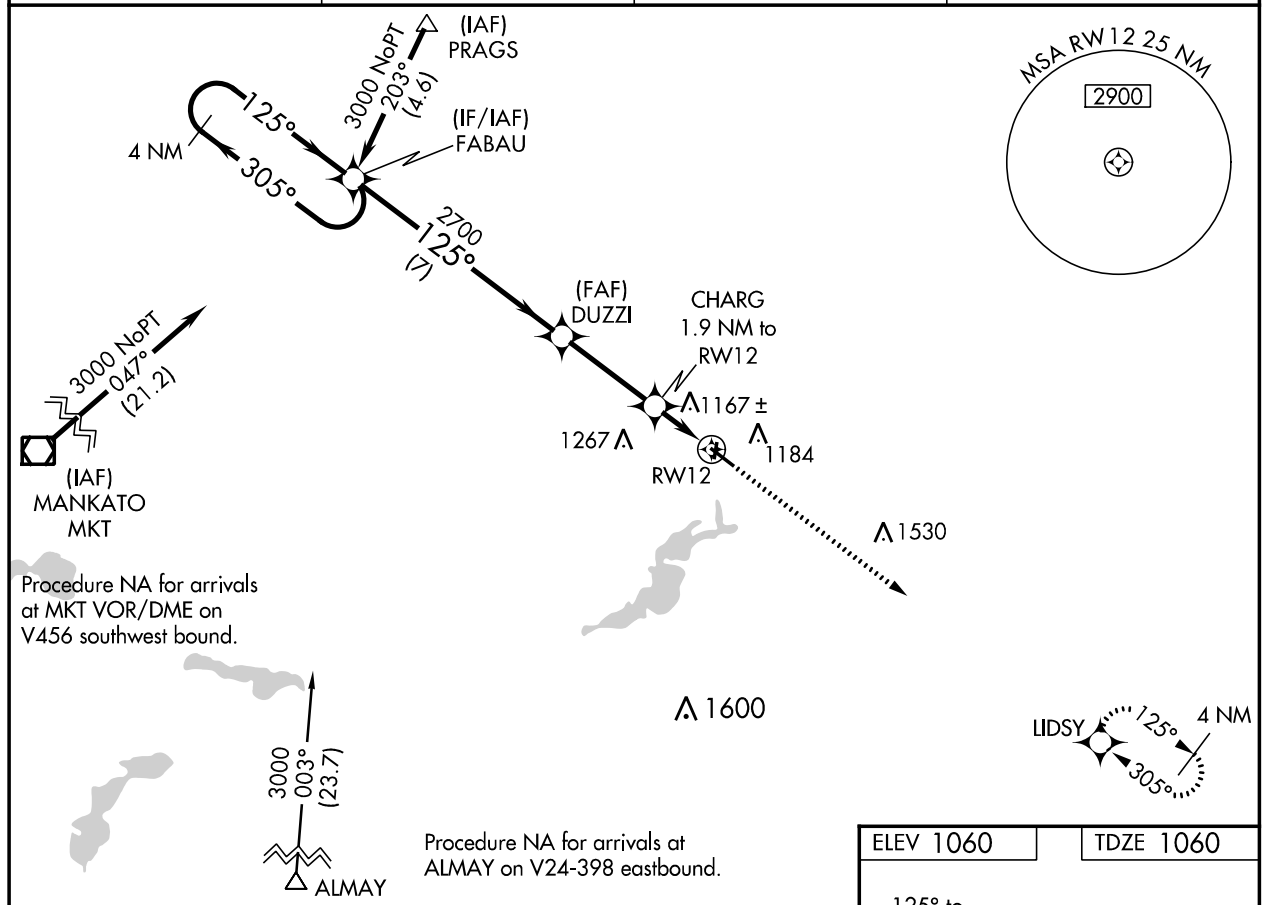 (IAF)
PRAGS
3000 NoPT
203°
(4.6)
MSA RW12 25 NM
2900
125°
4 NM
305°
(IF/IAF)
FABAU
2700
125°
(7)
(FAF)
DUZZI
CHARG
1.9 NM to
RW12
3000 NoPT
047°
(21.2)
1167 ±
1267
1184
RW12
(IAF)
MANKATO
MKT
1530
Procedure NA for arrivals
at MKT VOR/DME on
V456 southwest bound.
1600
LIDSY
125°
4 NM
305°
3000
003°
(23.7)
Procedure NA for arrivals at
ALMAY on V24-398 eastbound.
ALMAY
ELEV 1060
TDZE 1060